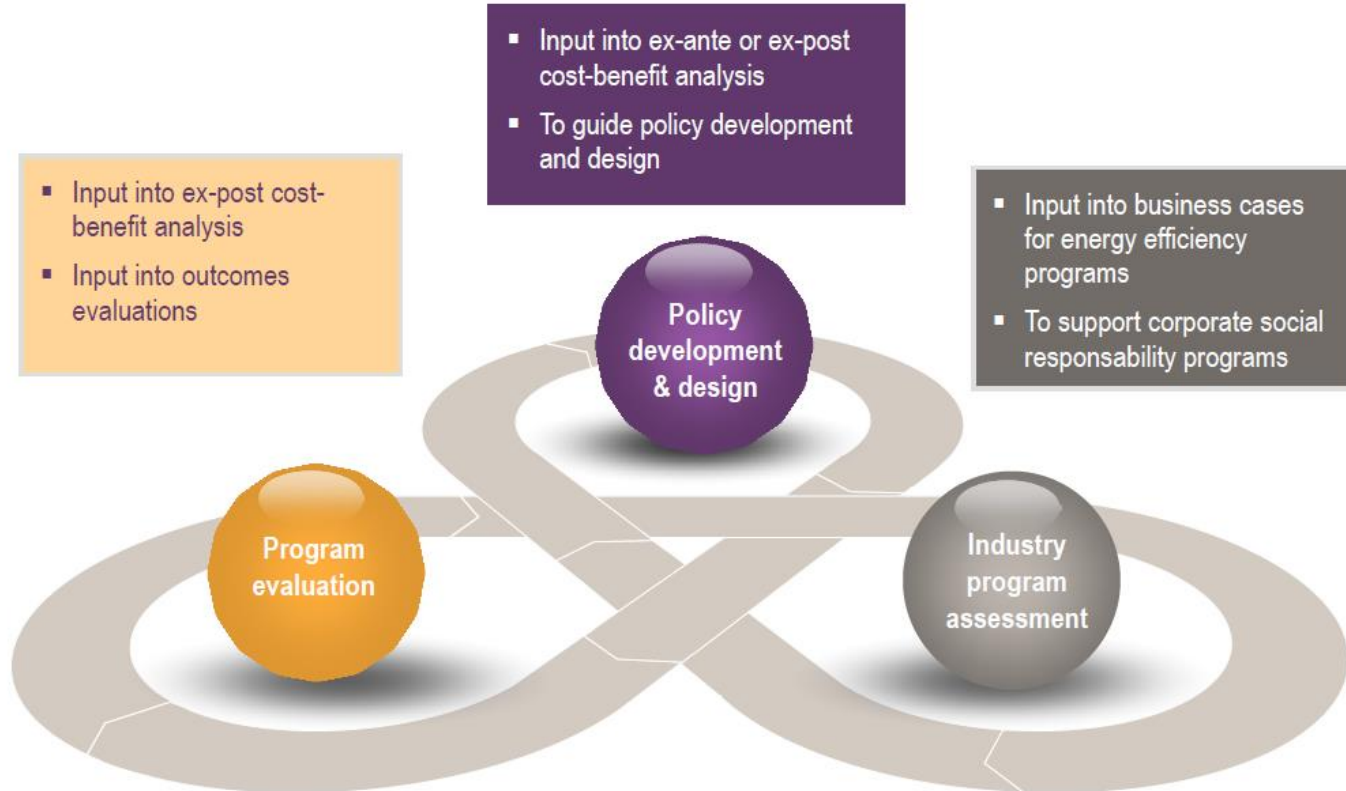 ▪ Input into ex-ante or ex-post
cost-benefit analysis
▪ To guide policy development
and design
▪ Input into ex-post cost-
benefit analysis
▪ Input into outcomes
evaluations
▪ Input into business cases
for energy efficiency
programs
▪ To support corporate social
responsability programs
Policy
development
& design
Program
evaluation
Industry
program
assessment